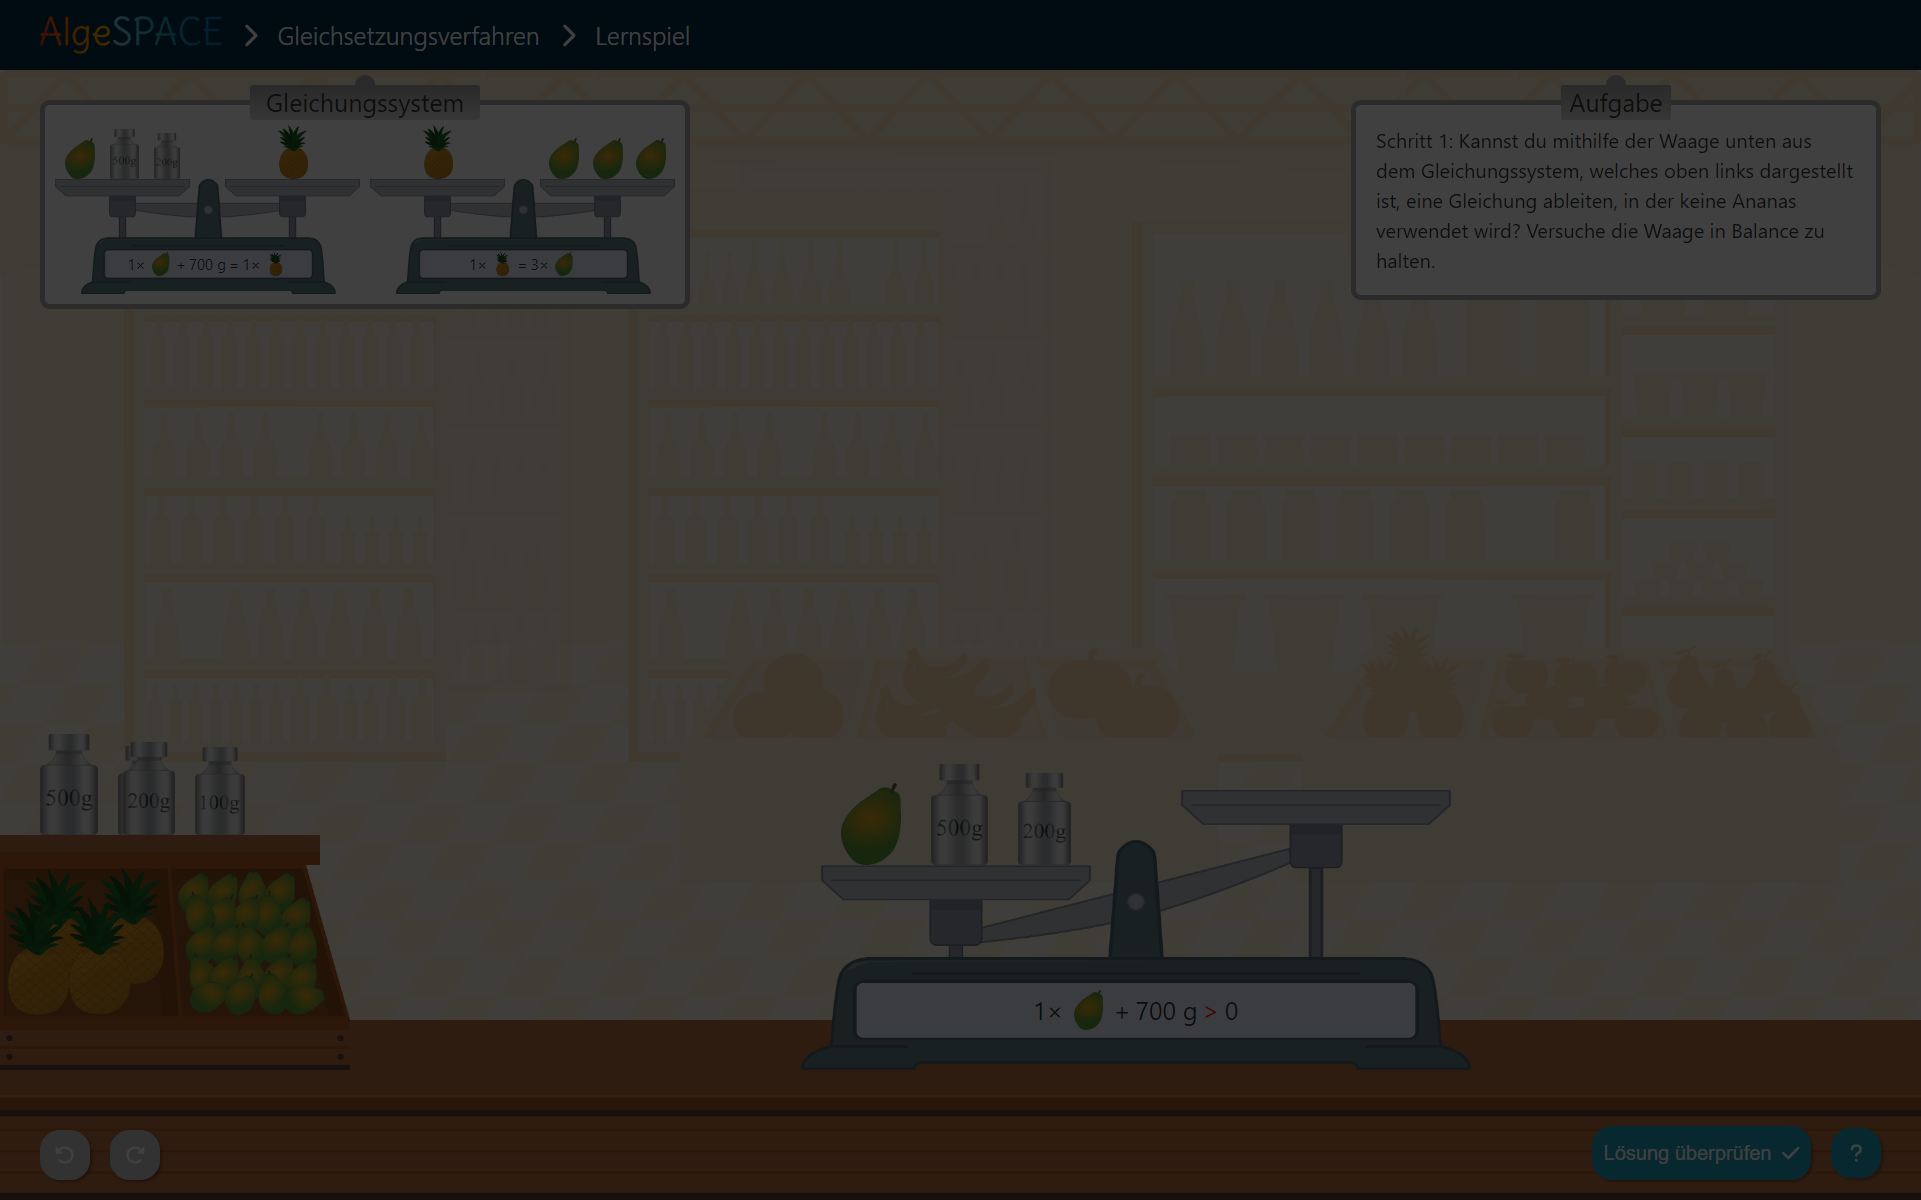 AlgeSPACE > Gleichsetzungsverfahren > Lernspiel
Gleichungssystem
500g 200g
1× + 700 g = 1×
1× = 3×
Aufgabe
Schritt 1: Kannst du mithilfe der Waage unten aus
dem Gleichungssystem, welches oben links dargestellt
ist, eine Gleichung ableiten, in der keine Ananas
verwendet wird? Versuche die Waage in Balance zu
halten.
500g 200g 100g
500g 200g
1× + 700 g > 0
Lösung überprüfen ?